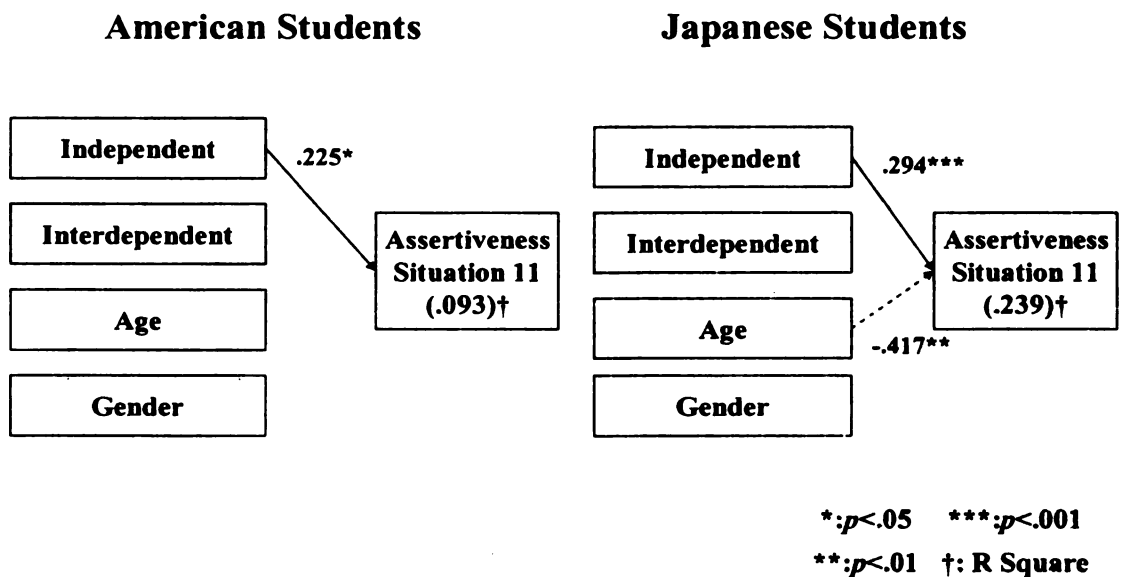 American Students
Independent
.225*
Interdependent
Assertiveness
Situation 11
(.093)†
Age
Gender
Japanese Students
Independent
.294***
Interdependent
Assertiveness
Situation 11
(.239)†
Age
-.417**
Gender
*:p<.05 ***:p<.001
**:p<.01 †: R Square